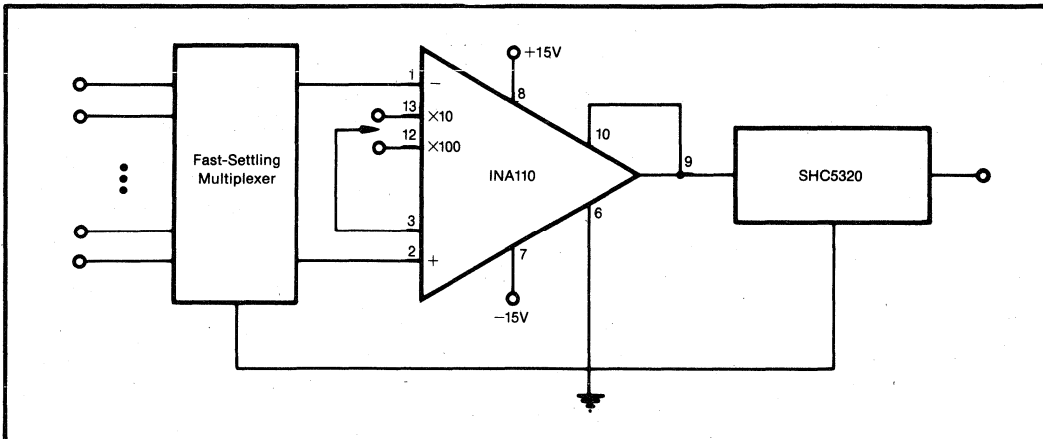 +15V
1
−
8
13
×10
10
12
×100
9
Fast-Settling
Multiplexer
INA110
SHC5320
3
6
2
+
7
−15V